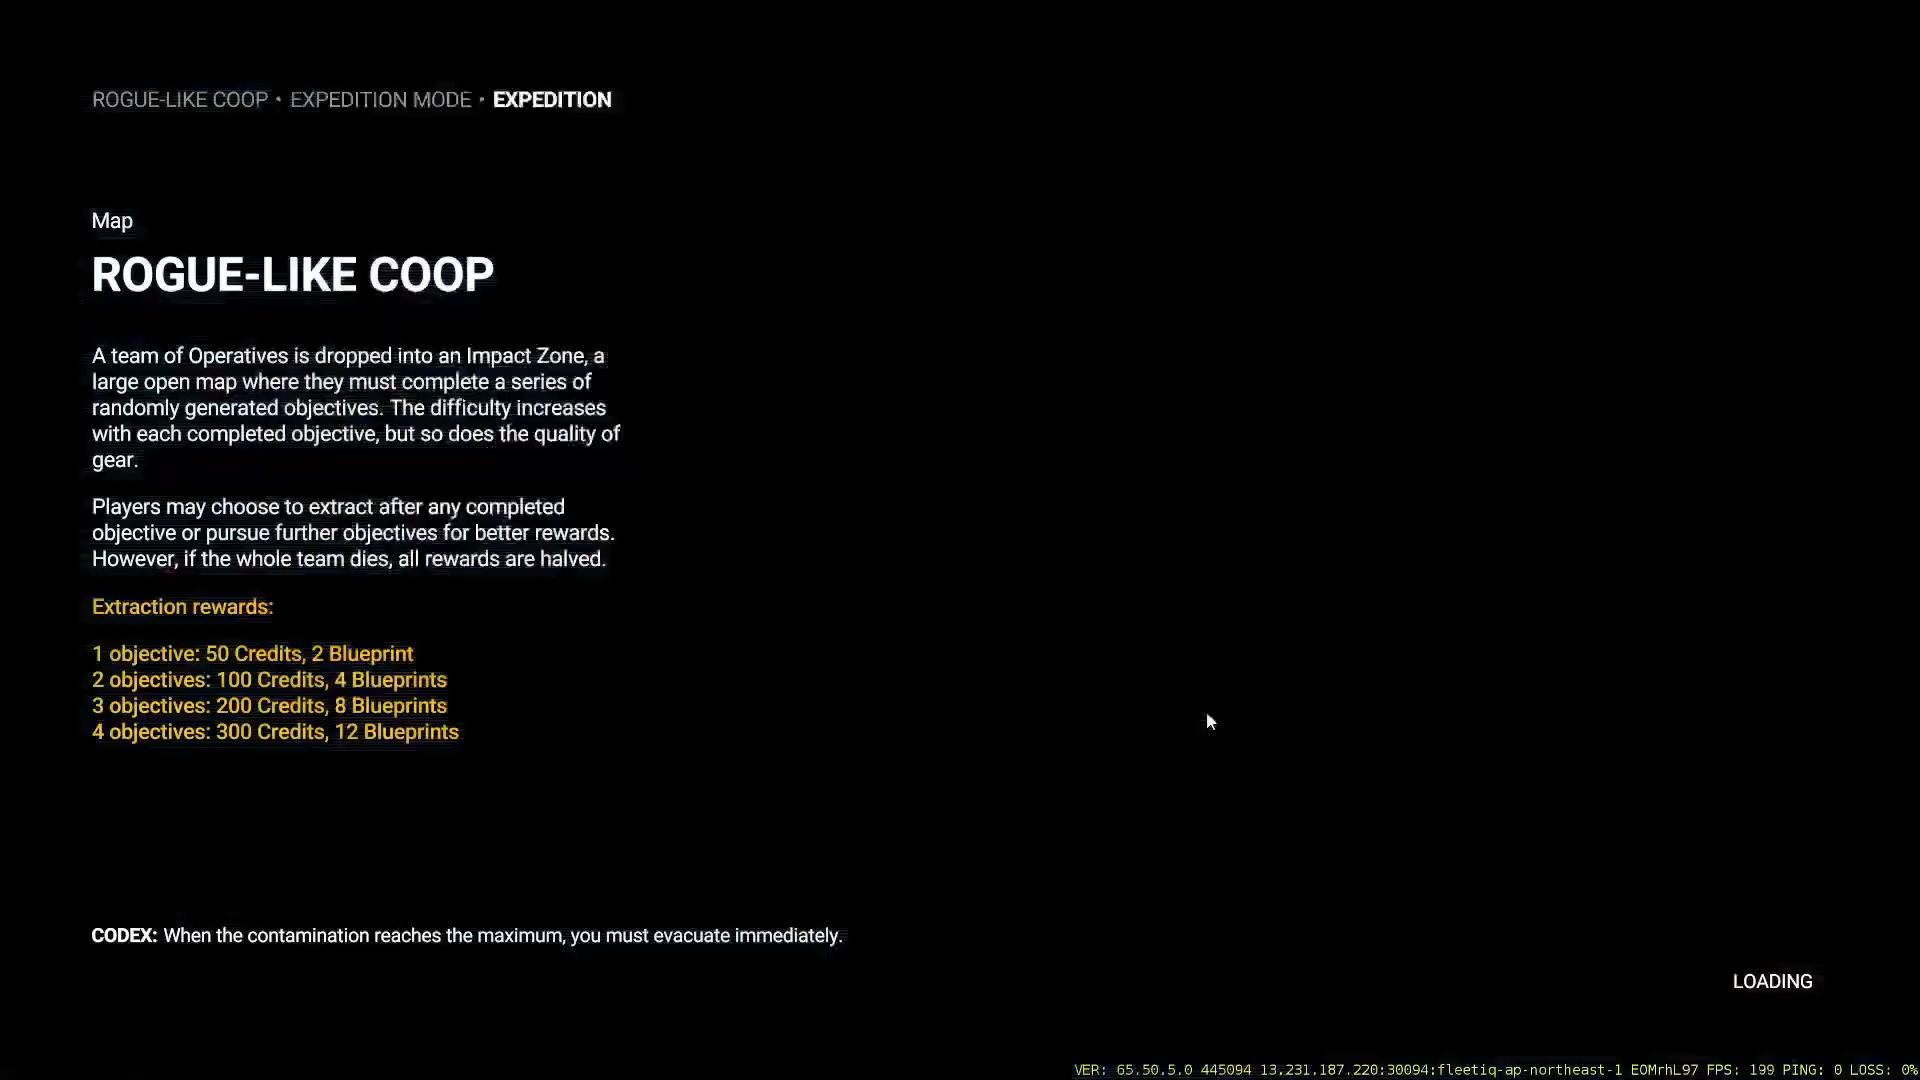 ROGUE-LIKE COOP • EXPEDITION MODE • EXPEDITION
Map
ROGUE-LIKE COOP
A team of Operatives is dropped into an Impact Zone, a
large open map where they must complete a series of
randomly generated objectives. The difficulty increases
with each completed objective, but so does the quality of
gear.
Players may choose to extract after any completed
objective or pursue further objectives for better rewards.
However, if the whole team dies, all rewards are halved.
Extraction rewards:
1 objective: 50 Credits, 2 Blueprint
2 objectives: 100 Credits, 4 Blueprints
3 objectives: 200 Credits, 8 Blueprints
4 objectives: 300 Credits, 12 Blueprints
CODEX: When the contamination reaches the maximum, you must evacuate immediately.
LOADING
VER: 65.50.5.0 445094 13.231.187.220:30094:fleetiq-ap-northeast-1 EOMrhL97 FPS: 199 PING: 0 LOSS: 0%